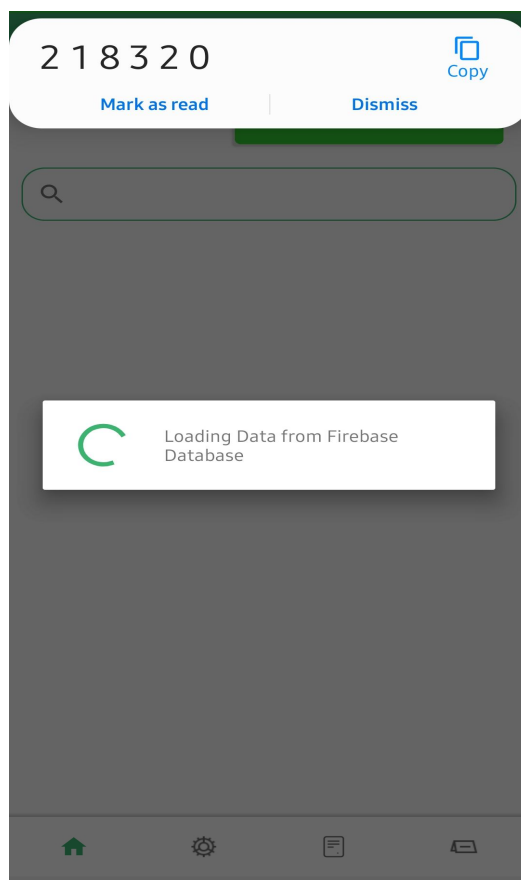 218320
Copy
Mark as read
Dismiss
Loading Data from Firebase
Database